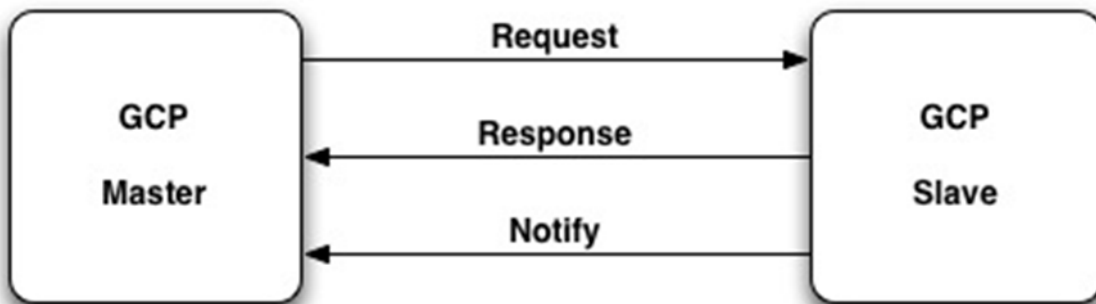 GCP
Master
Request
Response
Notify
GCP
Slave